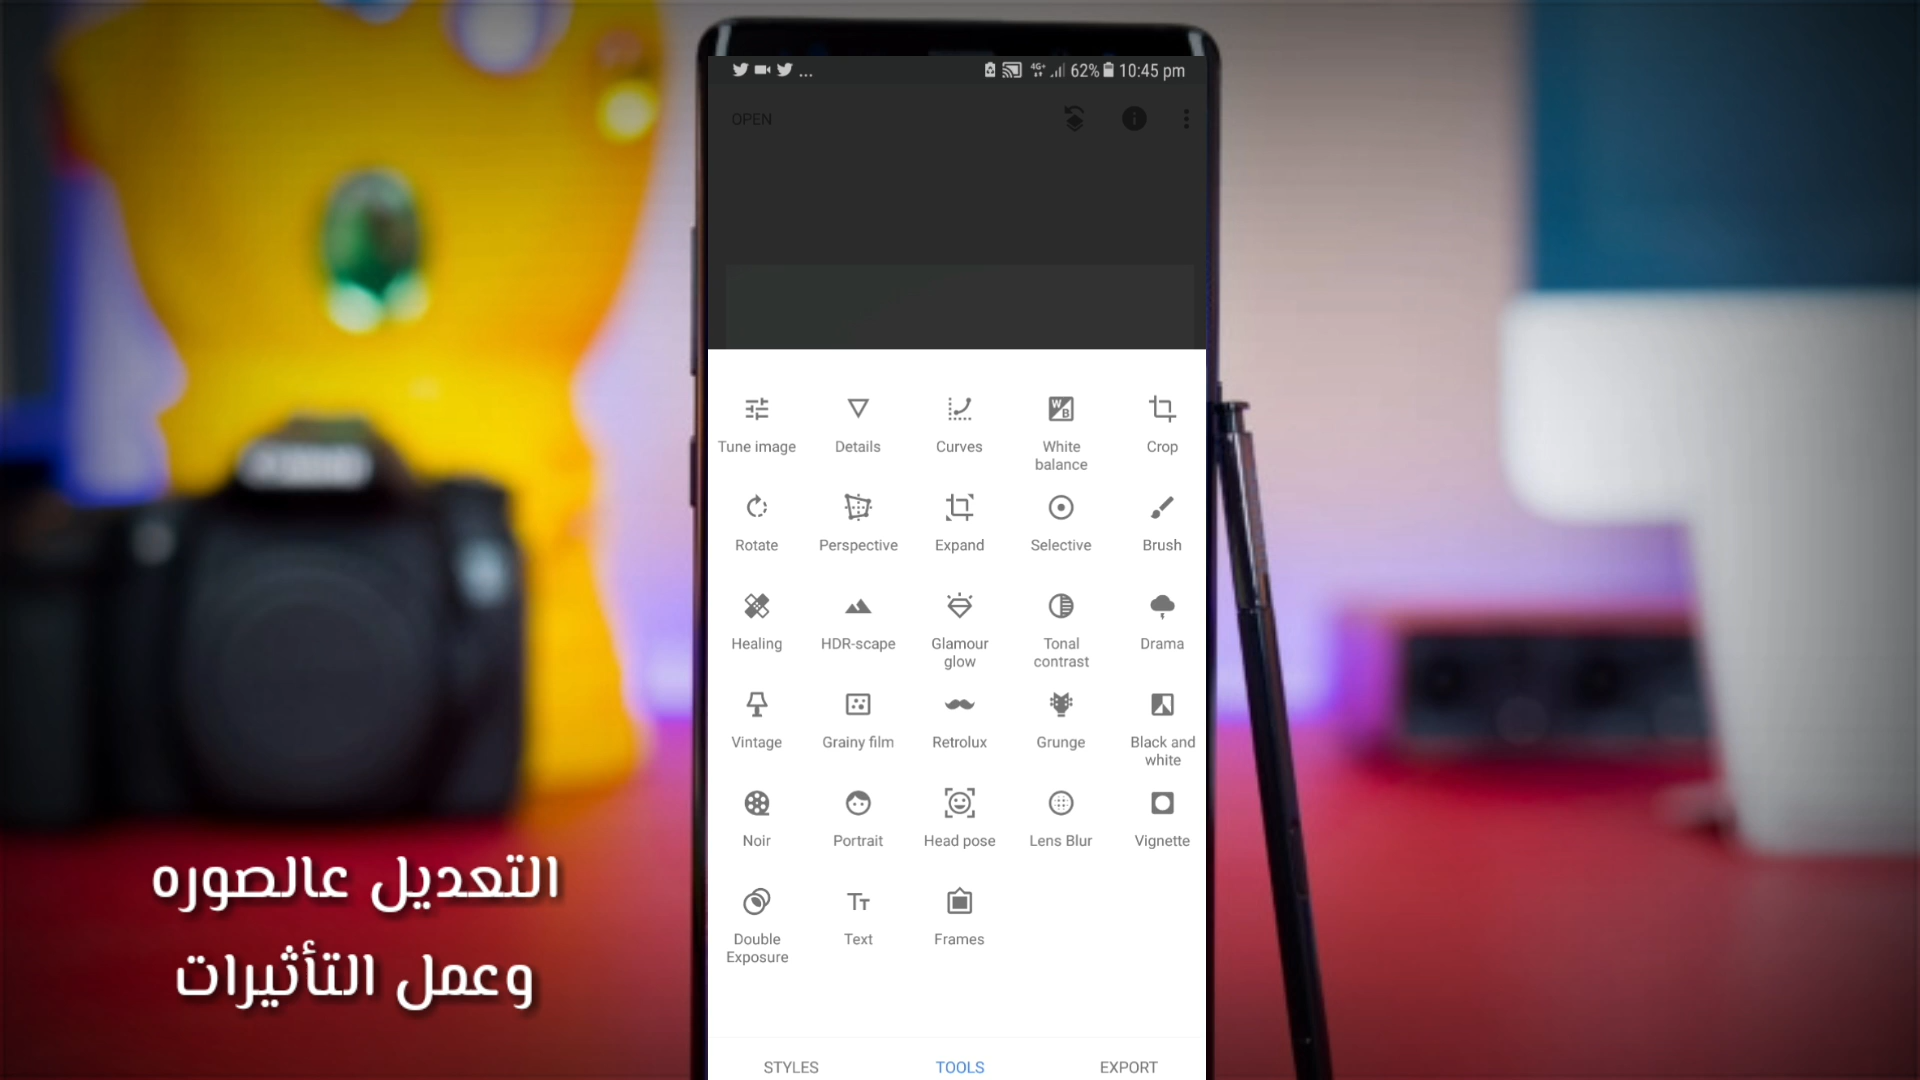 62% 10:45 pm
OPEN
Tune image
Details
Curves
White
balance
Crop
Rotate
Perspective
Expand
Selective
Brush
Healing
HDR-scape
Glamour
glow
Tonal
contrast
Drama
Vintage
Grainy film
Retrolux
Grunge
Black and
white
Noir
Portrait
Head pose
Lens Blur
Vignette
Double
Exposure
Text
Frames
STYLES
TOOLS
EXPORT
التعديل عالصوره
وعمل التأثيرات